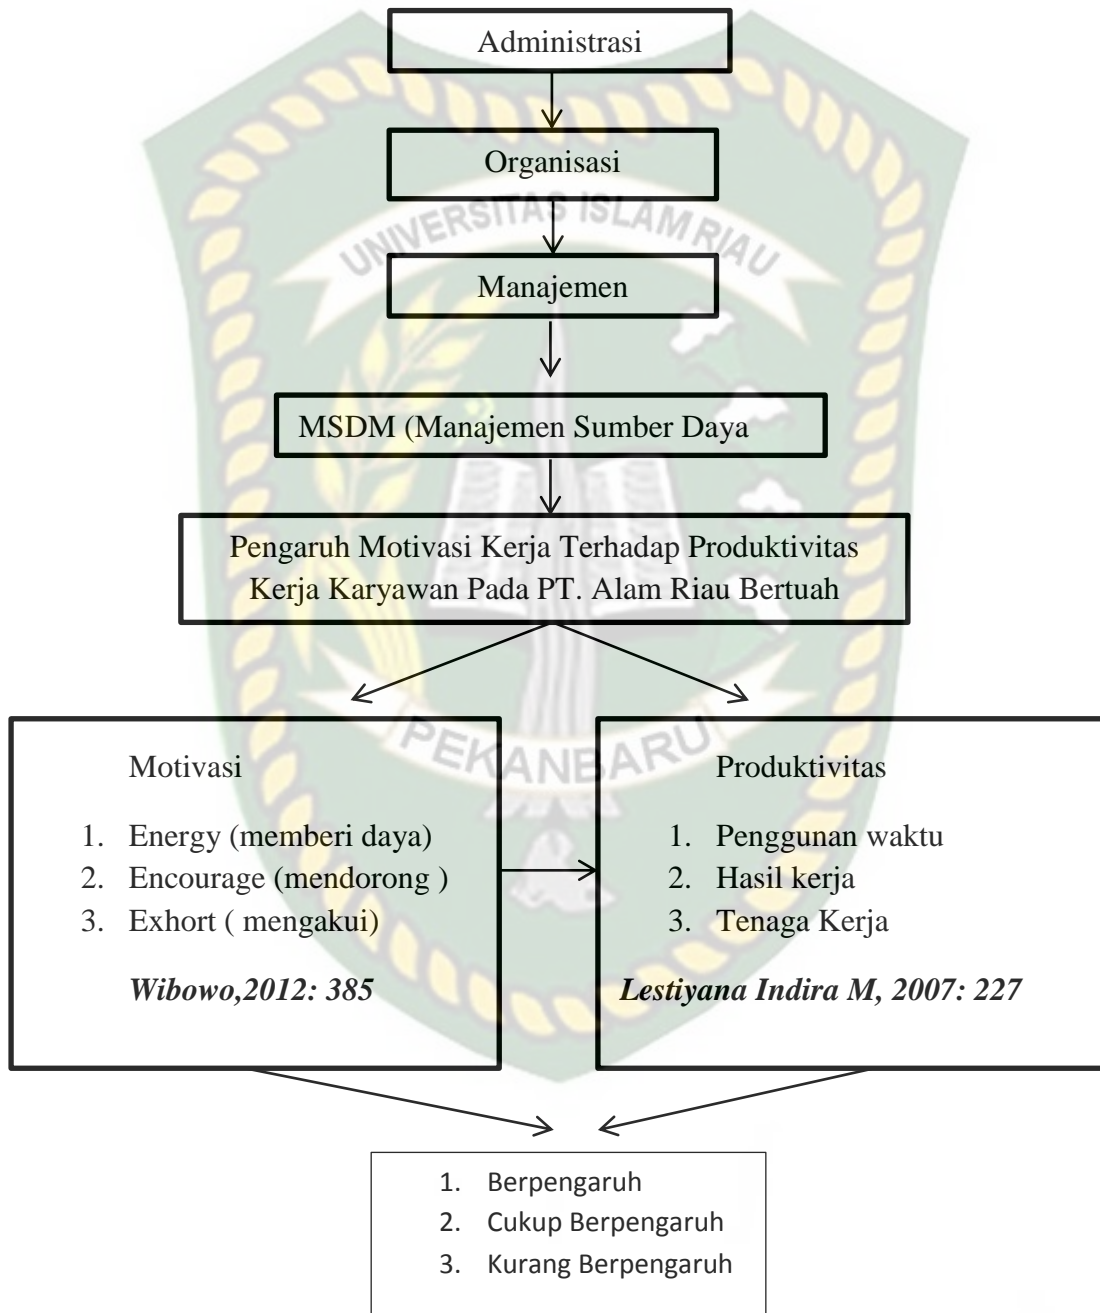 Administrasi
Organisasi
UNIVERSITAS ISLAM RIAU
Manajemen
MSDM (Manajemen Sumber Daya
Pengaruh Motivasi Kerja Terhadap Produktivitas
Kerja Karyawan Pada PT. Alam Riau Bertuah
PEKANBARU
Motivasi
1. Energy (memberi daya)
2. Encourage (mendorong )
3. Exhort ( mengakui)
Wibowo,2012: 385
Produktivitas
1. Penggunan waktu
2. Hasil kerja
3. Tenaga Kerja
Lestiyana Indira M, 2007: 227
1. Berpengaruh
2. Cukup Berpengaruh
3. Kurang Berpengaruh